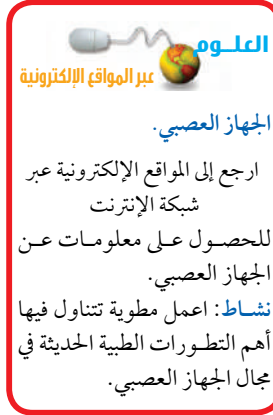 العلوم
عبر المواقع الإلكترونية
الجهاز العصبي.
ارجع إلى المواقع الإلكترونية عبر
شبكة الإنترنت
للحصول على معلومات عن
الجهاز العصبي.
نشاط: اعمل مطوية تتناول فيها
أهم التطورات الطبية الحديثة في
مجال الجهاز العصبي.